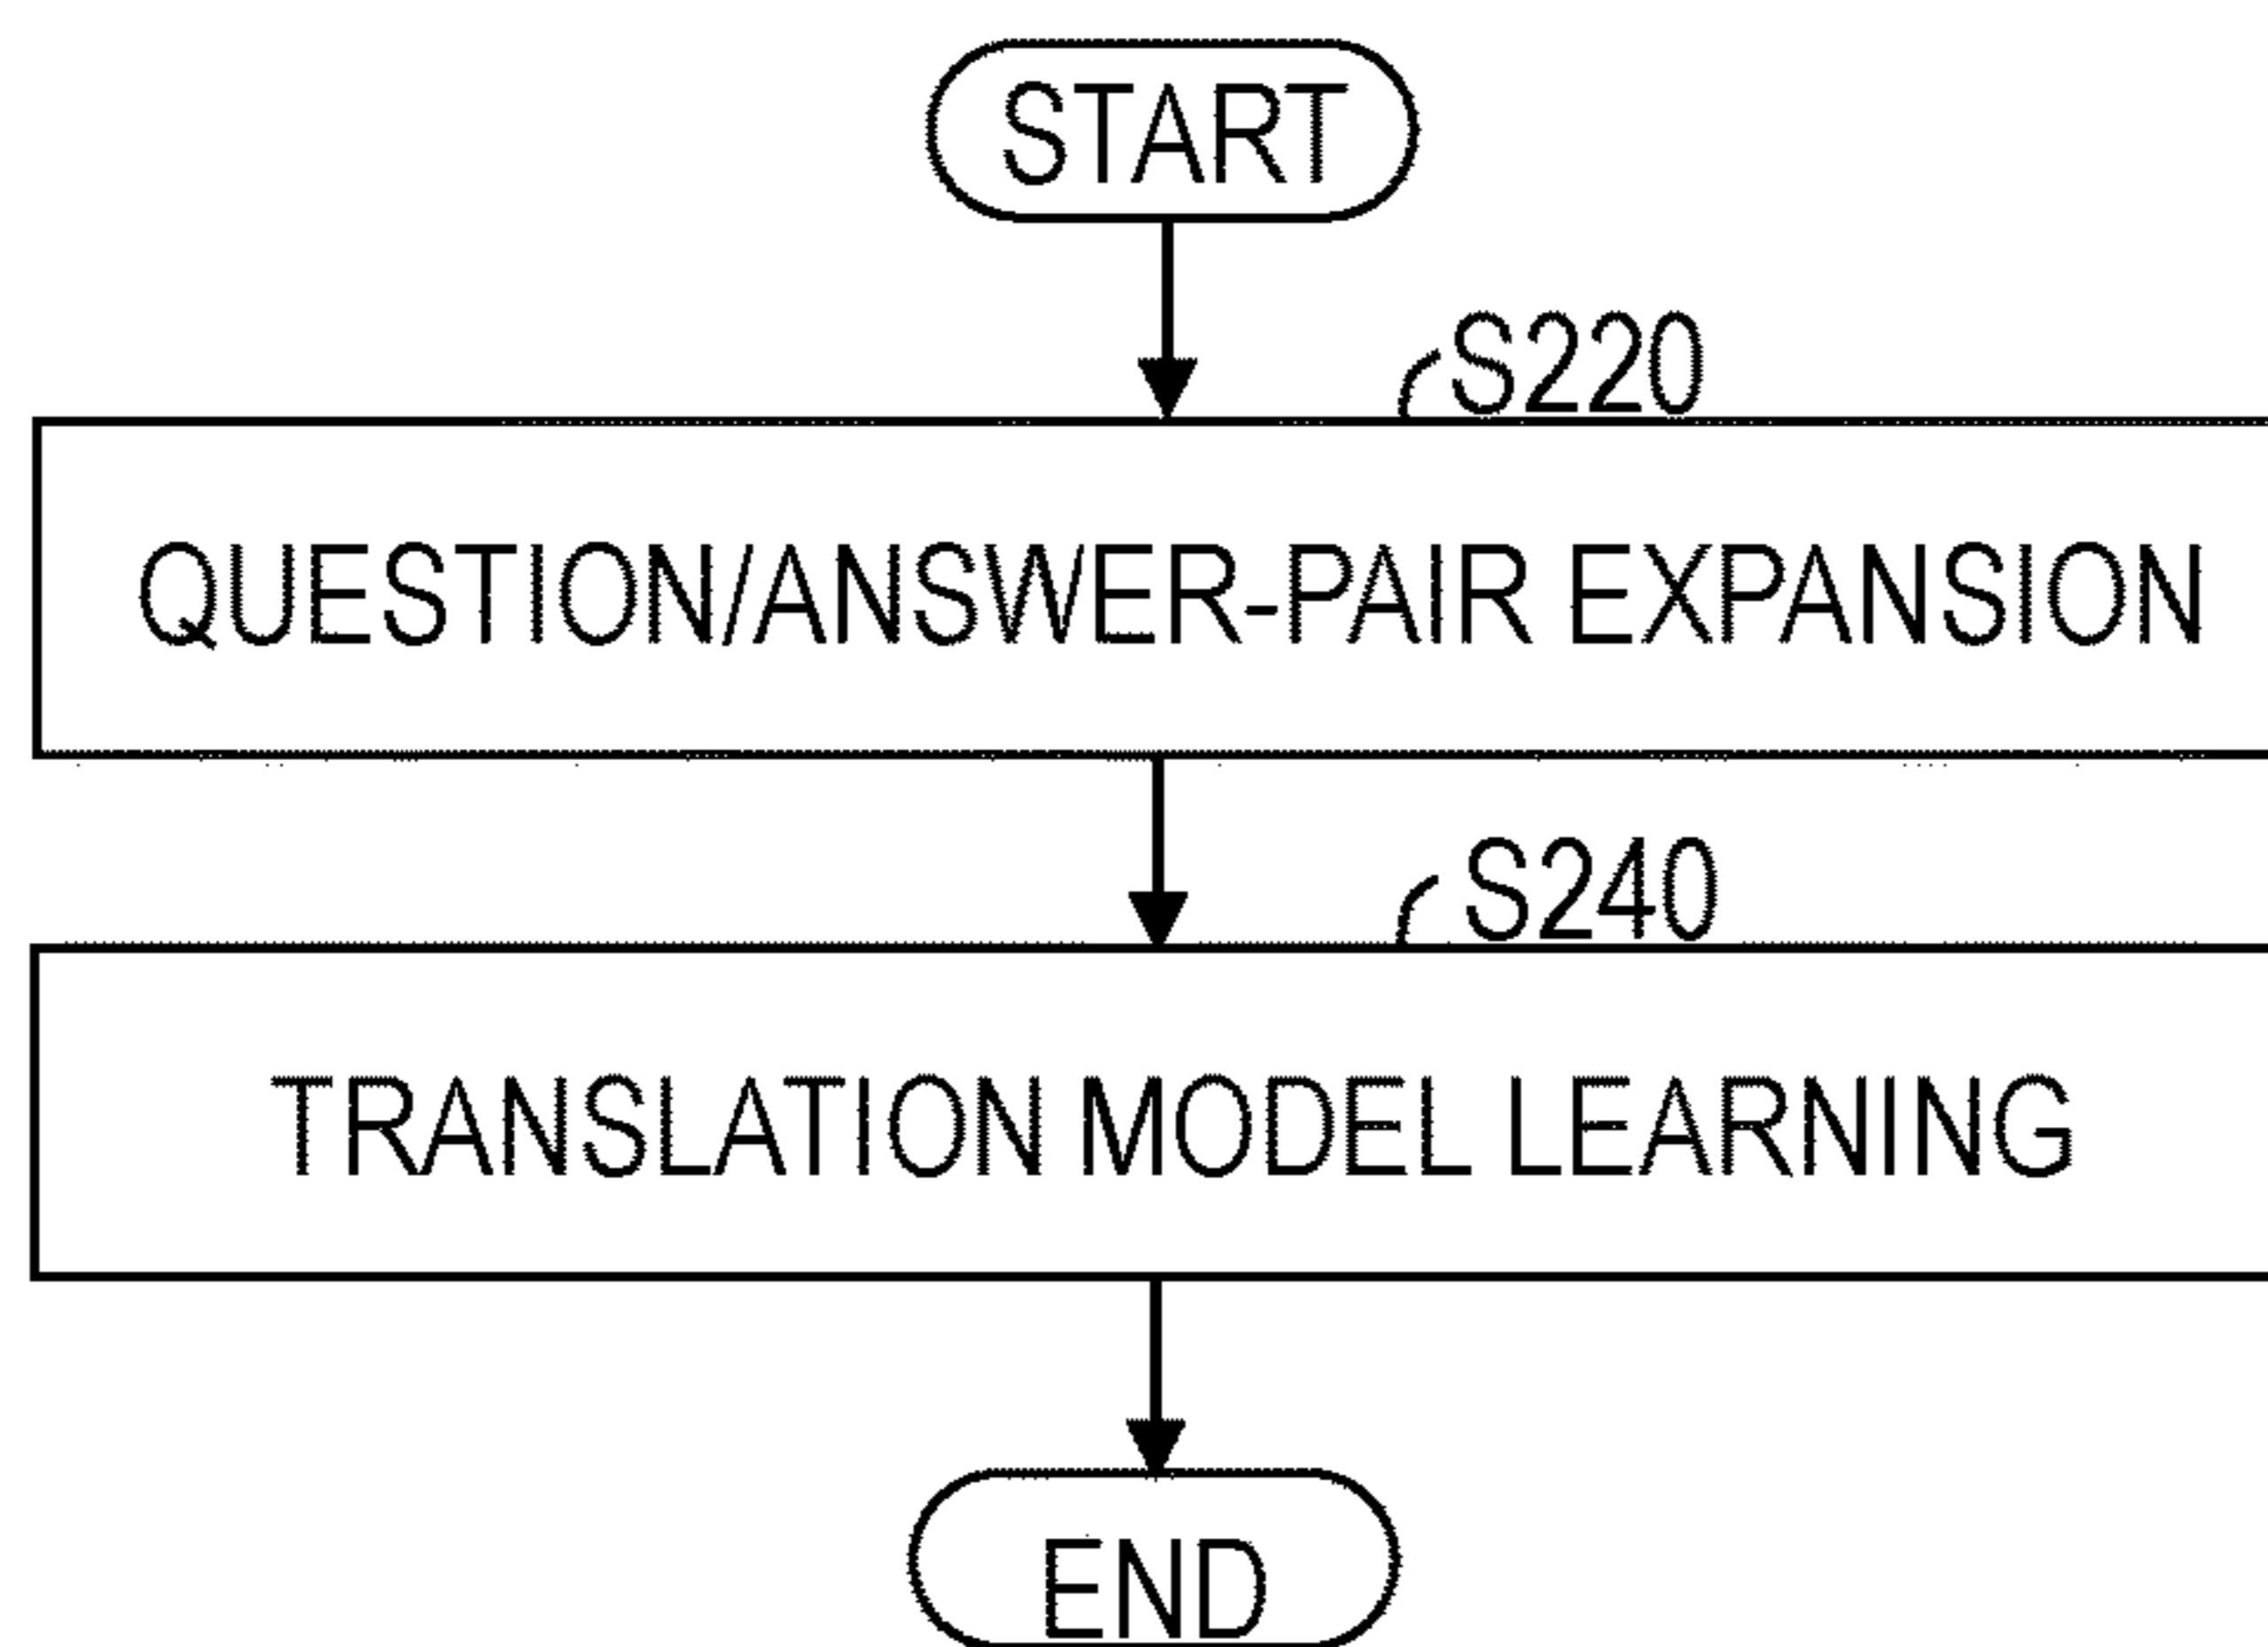 START
S220
QUESTION/ANSWER-PAIR EXPANSION
S240
TRANSLATION MODEL LEARNING
END